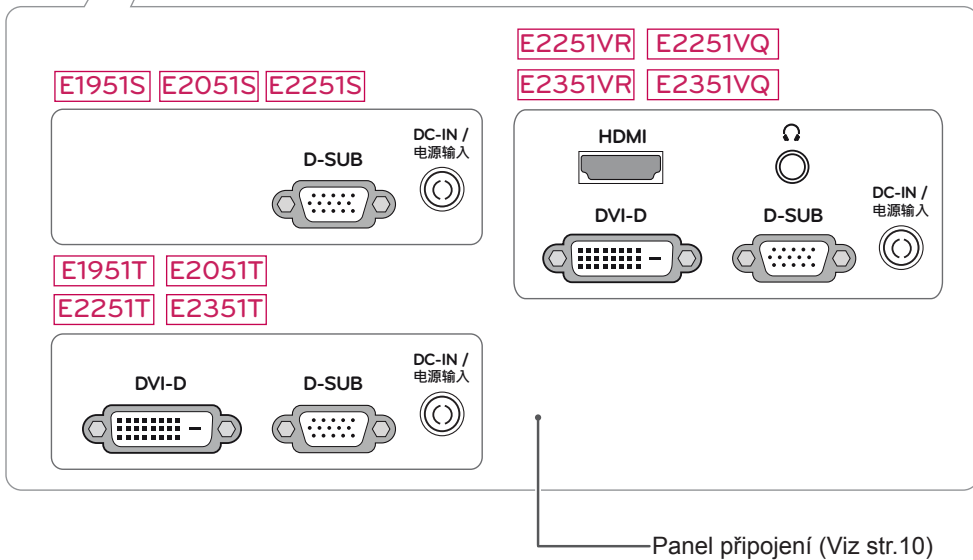 E1951S E2051S E2251S
D-SUB
DC-IN /
电源输入
E1951T E2051T
E2251T E2351T
DVI-D
D-SUB
DC-IN /
电源输入
E2251VR E2251VQ
E2351VR E2351VQ
HDMI
DVI-D
D-SUB
DC-IN /
电源输入
Panel připojení (Viz str.10)